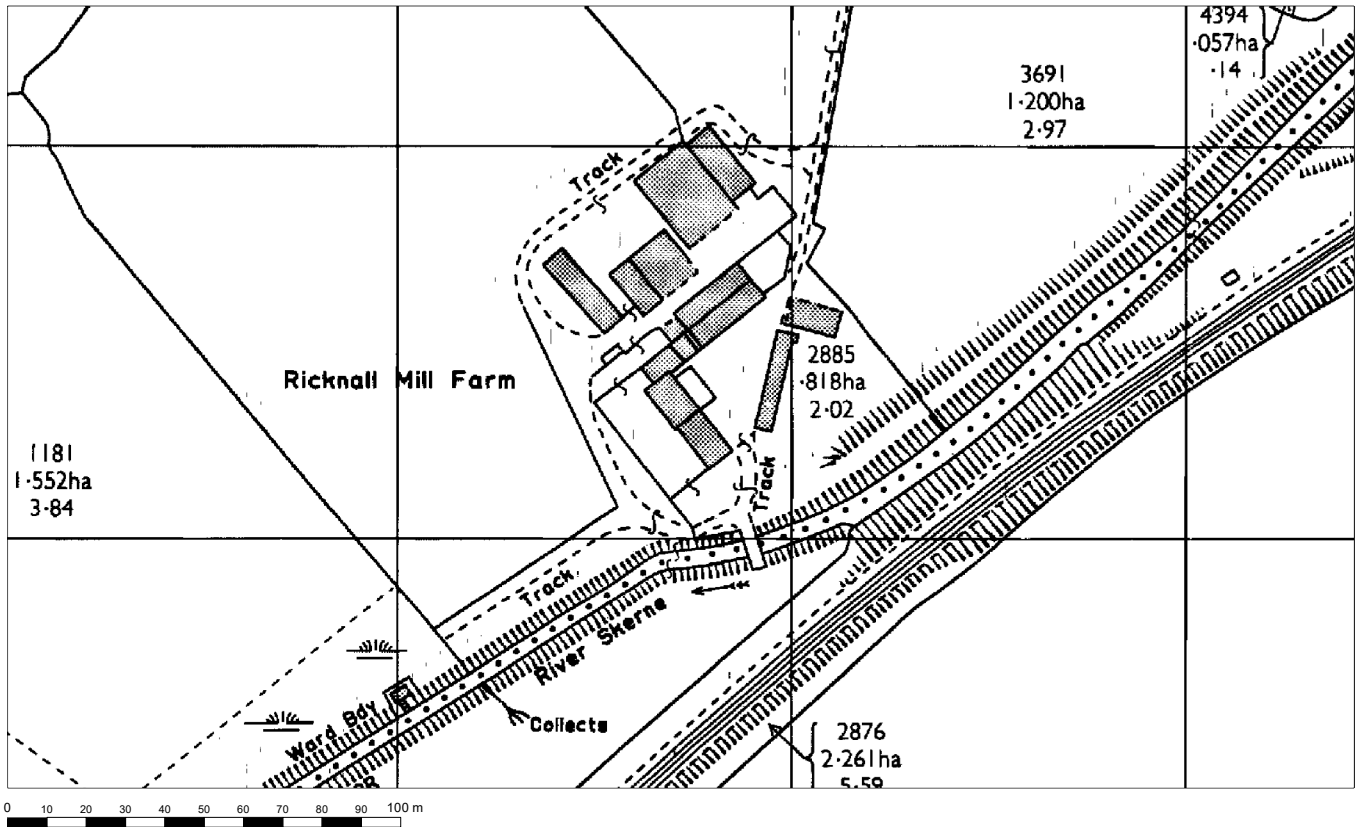 4394
·057ha
·14
3691
1·200ha
2·97
Track
Ricknall Mill Farm
2885
·818ha
2·02
1181
1·552ha
3·84
Track
Track
River Skerne
Ward Bdy
Collects
2876
2·261ha
5·59
0 10 20 30 40 50 60 70 80 90 100 m